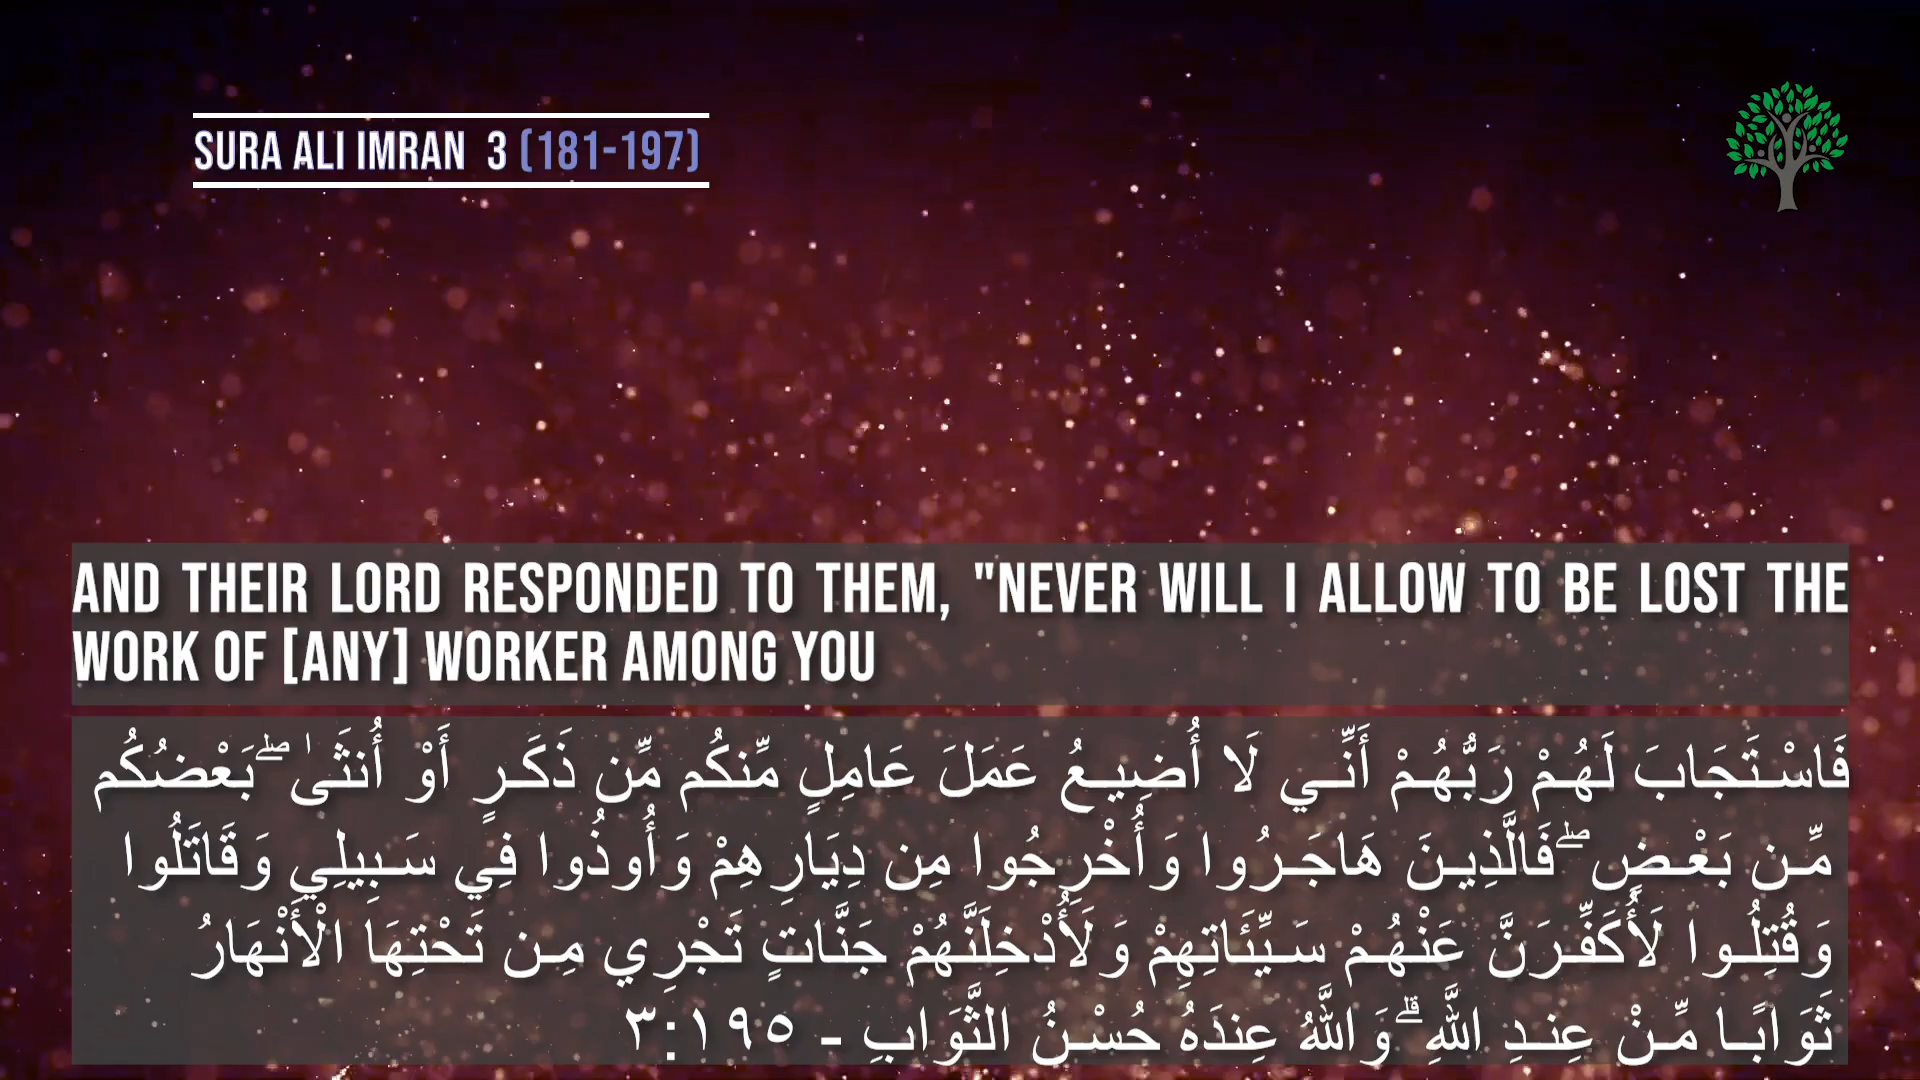 SURA ALI IMRAN 3 (181-197)
AND THEIR LORD RESPONDED TO THEM, "NEVER WILL I ALLOW TO BE LOST THE
WORK OF [ANY] WORKER AMONG YOU
فَاسْتَجَابَ لَهُمْ رَبُّهُمْ أَنِّي لَا أُضِيعُ عَمَلَ عَامِلٍ مِّنكُم مِّن ذَكَرٍ أَوْ أُنثَىٰ ۖ بَعْضُكُم
مِّن بَعْضٍ ۖ فَالَّذِينَ هَاجَرُوا وَأُخْرِجُوا مِن دِيَارِهِمْ وَأُوذُوا فِي سَبِيلِي وَقَاتَلُوا
وَقُتِلُوا لَأُكَفِّرَنَّ عَنْهُمْ سَيِّئَاتِهِمْ وَلَأُدْخِلَنَّهُمْ جَنَّاتٍ تَجْرِي مِن تَحْتِهَا الْأَنْهَارُ
ثَوَابًا مِّنْ عِندِ اللَّهِ ۗ وَاللَّهُ عِندَهُ حُسْنُ الثَّوَابِ - ٣:١٩٥